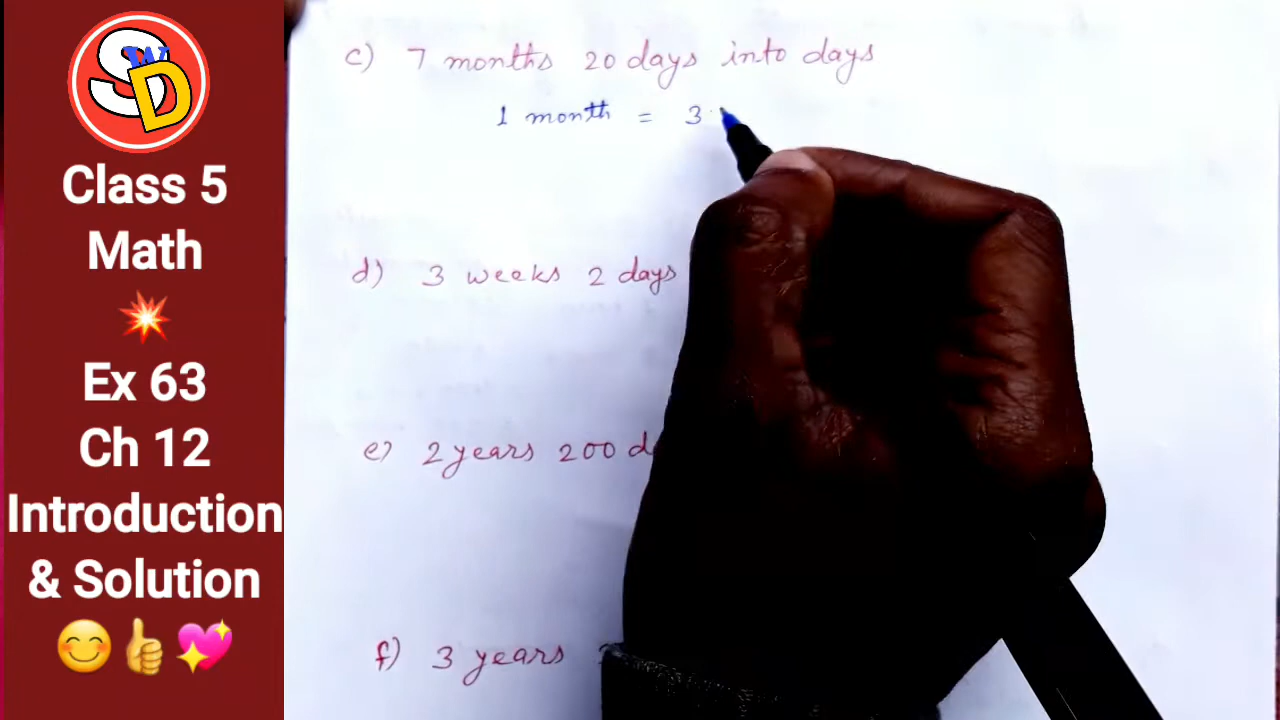 SWD
Class 5
Math
Ex 63
Ch 12
Introduction
& Solution
c) 7 months 20 days into days
1 month = 3
d) 3 weeks 2 days
e) 2 years 200 d
f) 3 years